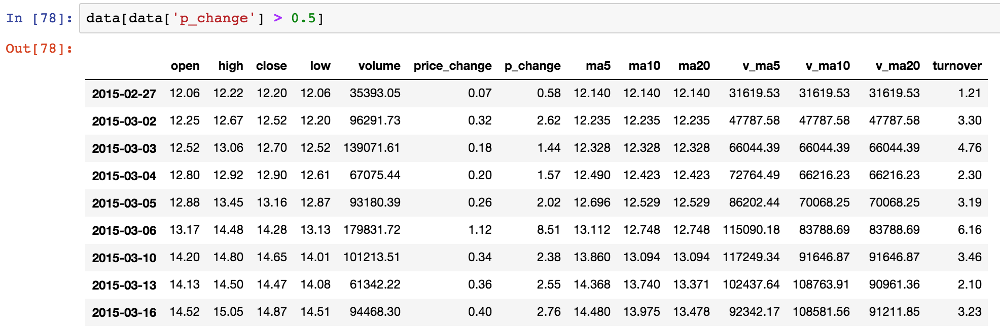 In [78]: data[data['p_change'] > 0.5]
Out[78]:
open high close low volume price_change p_change ma5 ma10 ma20 v_ma5 v_ma10 v_ma20 turnover
2015-02-27 12.06 12.22 12.20 12.06 35393.05 0.07 0.58 12.140 12.140 12.140 31619.53 31619.53 31619.53 1.21
2015-03-02 12.25 12.67 12.52 12.20 96291.73 0.32 2.62 12.235 12.235 12.235 47787.58 47787.58 47787.58 3.30
2015-03-03 12.52 13.06 12.70 12.52 139071.61 0.18 1.44 12.328 12.328 12.328 66044.39 66044.39 66044.39 4.76
2015-03-04 12.80 12.92 12.90 12.61 67075.44 0.20 1.57 12.490 12.423 12.423 72764.49 66216.23 66216.23 2.30
2015-03-05 12.88 13.45 13.16 12.87 93180.39 0.26 2.02 12.696 12.529 12.529 86202.44 70068.25 70068.25 3.19
2015-03-06 13.17 14.48 14.28 13.13 179831.72 1.12 8.51 13.112 12.748 12.748 115090.18 83788.69 83788.69 6.16
2015-03-10 14.20 14.80 14.65 14.01 101213.51 0.34 2.38 13.860 13.094 13.094 117249.34 91646.87 91646.87 3.46
2015-03-13 14.13 14.50 14.47 14.08 61342.22 0.36 2.55 14.368 13.740 13.371 102437.64 108763.91 90961.36 2.10
2015-03-16 14.52 15.05 14.87 14.51 94468.30 0.40 2.76 14.480 13.975 13.478 92342.17 108581.56 91211.85 3.23